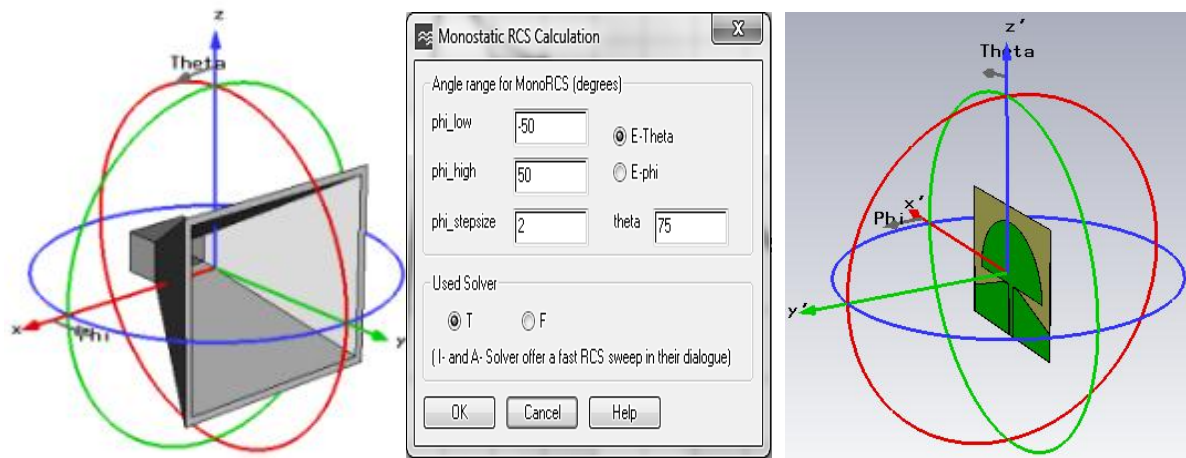 z
Theta
x
Phi
y
Monostatic RCS Calculation
X
Angle range for MonoRCS (degrees)
phi_low
-50
E-Theta
phi_high
50
E-phi
phi_stepsize
2
theta
75
Used Solver
T
F
( I- and A- Solver offer a fast RCS sweep in their dialogue)
OK
Cancel
Help
z'
Theta
x'
Phi
y'